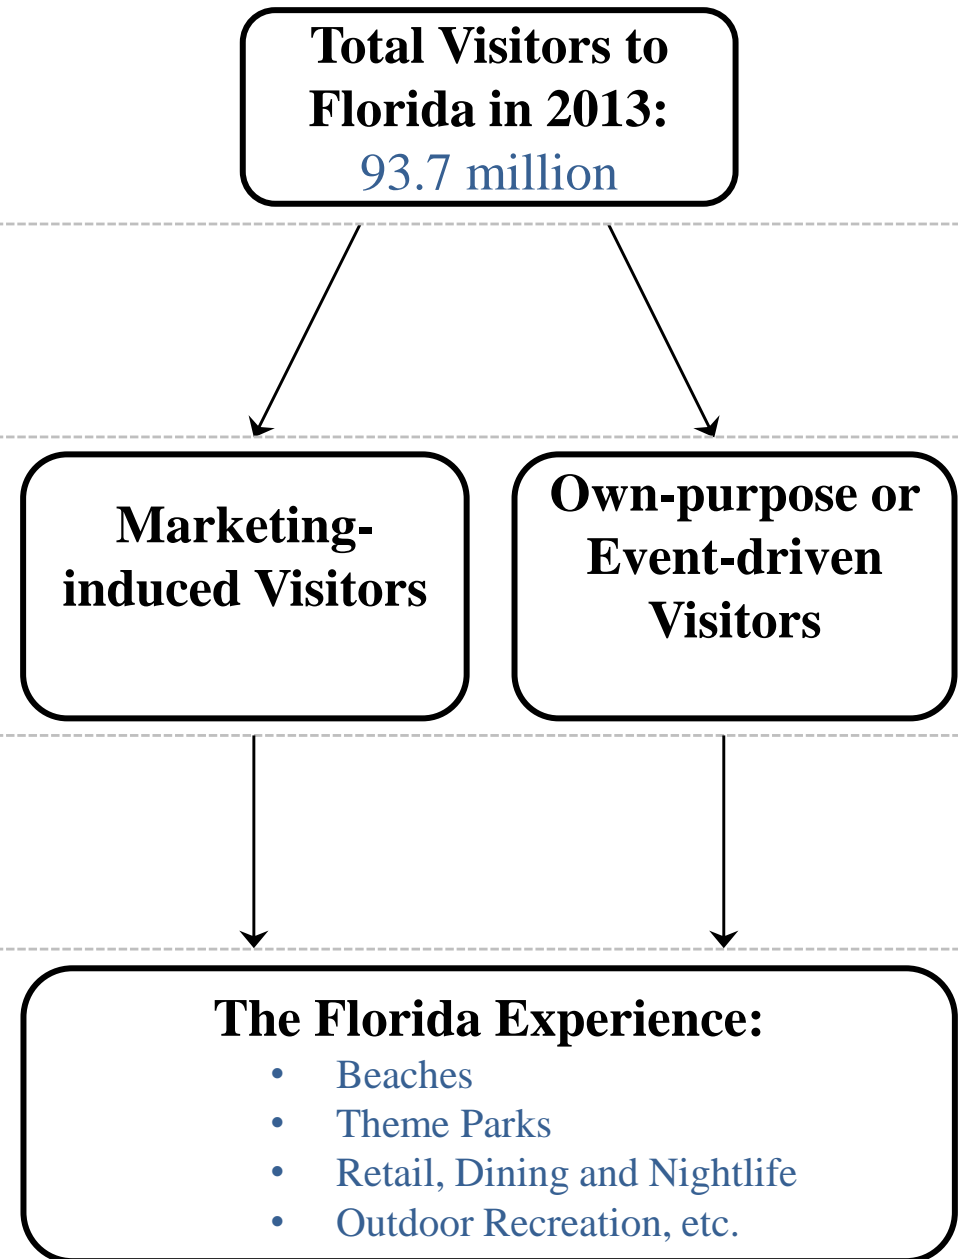 Total Visitors to
Florida in 2013:
93.7 million
Marketing-
induced Visitors
Own-purpose or
Event-driven
Visitors
The Florida Experience:
• Beaches
• Theme Parks
• Retail, Dining and Nightlife
• Outdoor Recreation, etc.